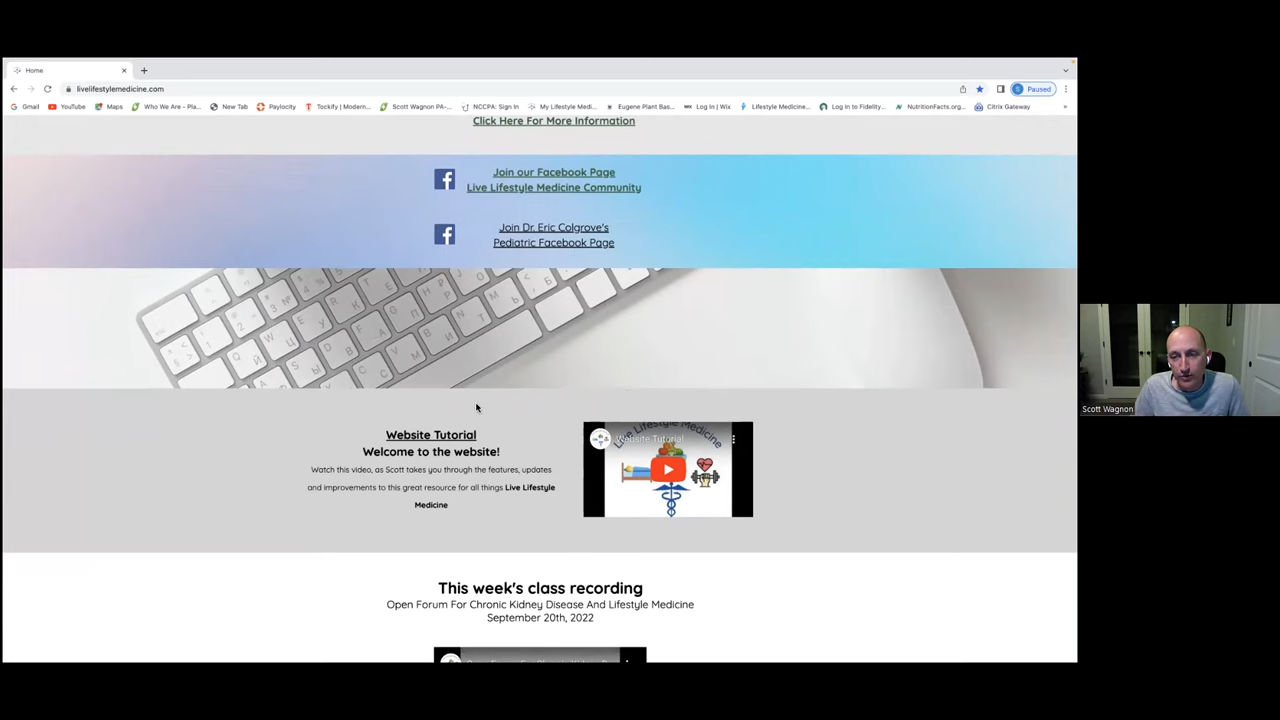 Home
livelifestylemedicine.com
Paused
Gmail
YouTube
Maps
Who We Are - Pla...
New Tab
Paylocity
Tockify | Modern...
Scott Wagnon PA-...
NCCPA: Sign In
My Lifestyle Medi...
Eugene Plant Bas...
Log In | Wix
Lifestyle Medicine...
Log In to Fidelity...
NutritionFacts.org...
Citrix Gateway
Click Here For More Information
Join our Facebook Page
Live Lifestyle Medicine Community
Join Dr. Eric Colgrove's
Pediatric Facebook Page
Scott Wagnon
Website Tutorial
Welcome to the website!
Watch this video, as Scott takes you through the features, updates
and improvements to this great resource for all things Live Lifestyle
Medicine
Live Lifestyle Medicine
Website Tutorial
This week's class recording
Open Forum For Chronic Kidney Disease And Lifestyle Medicine
September 20th, 2022